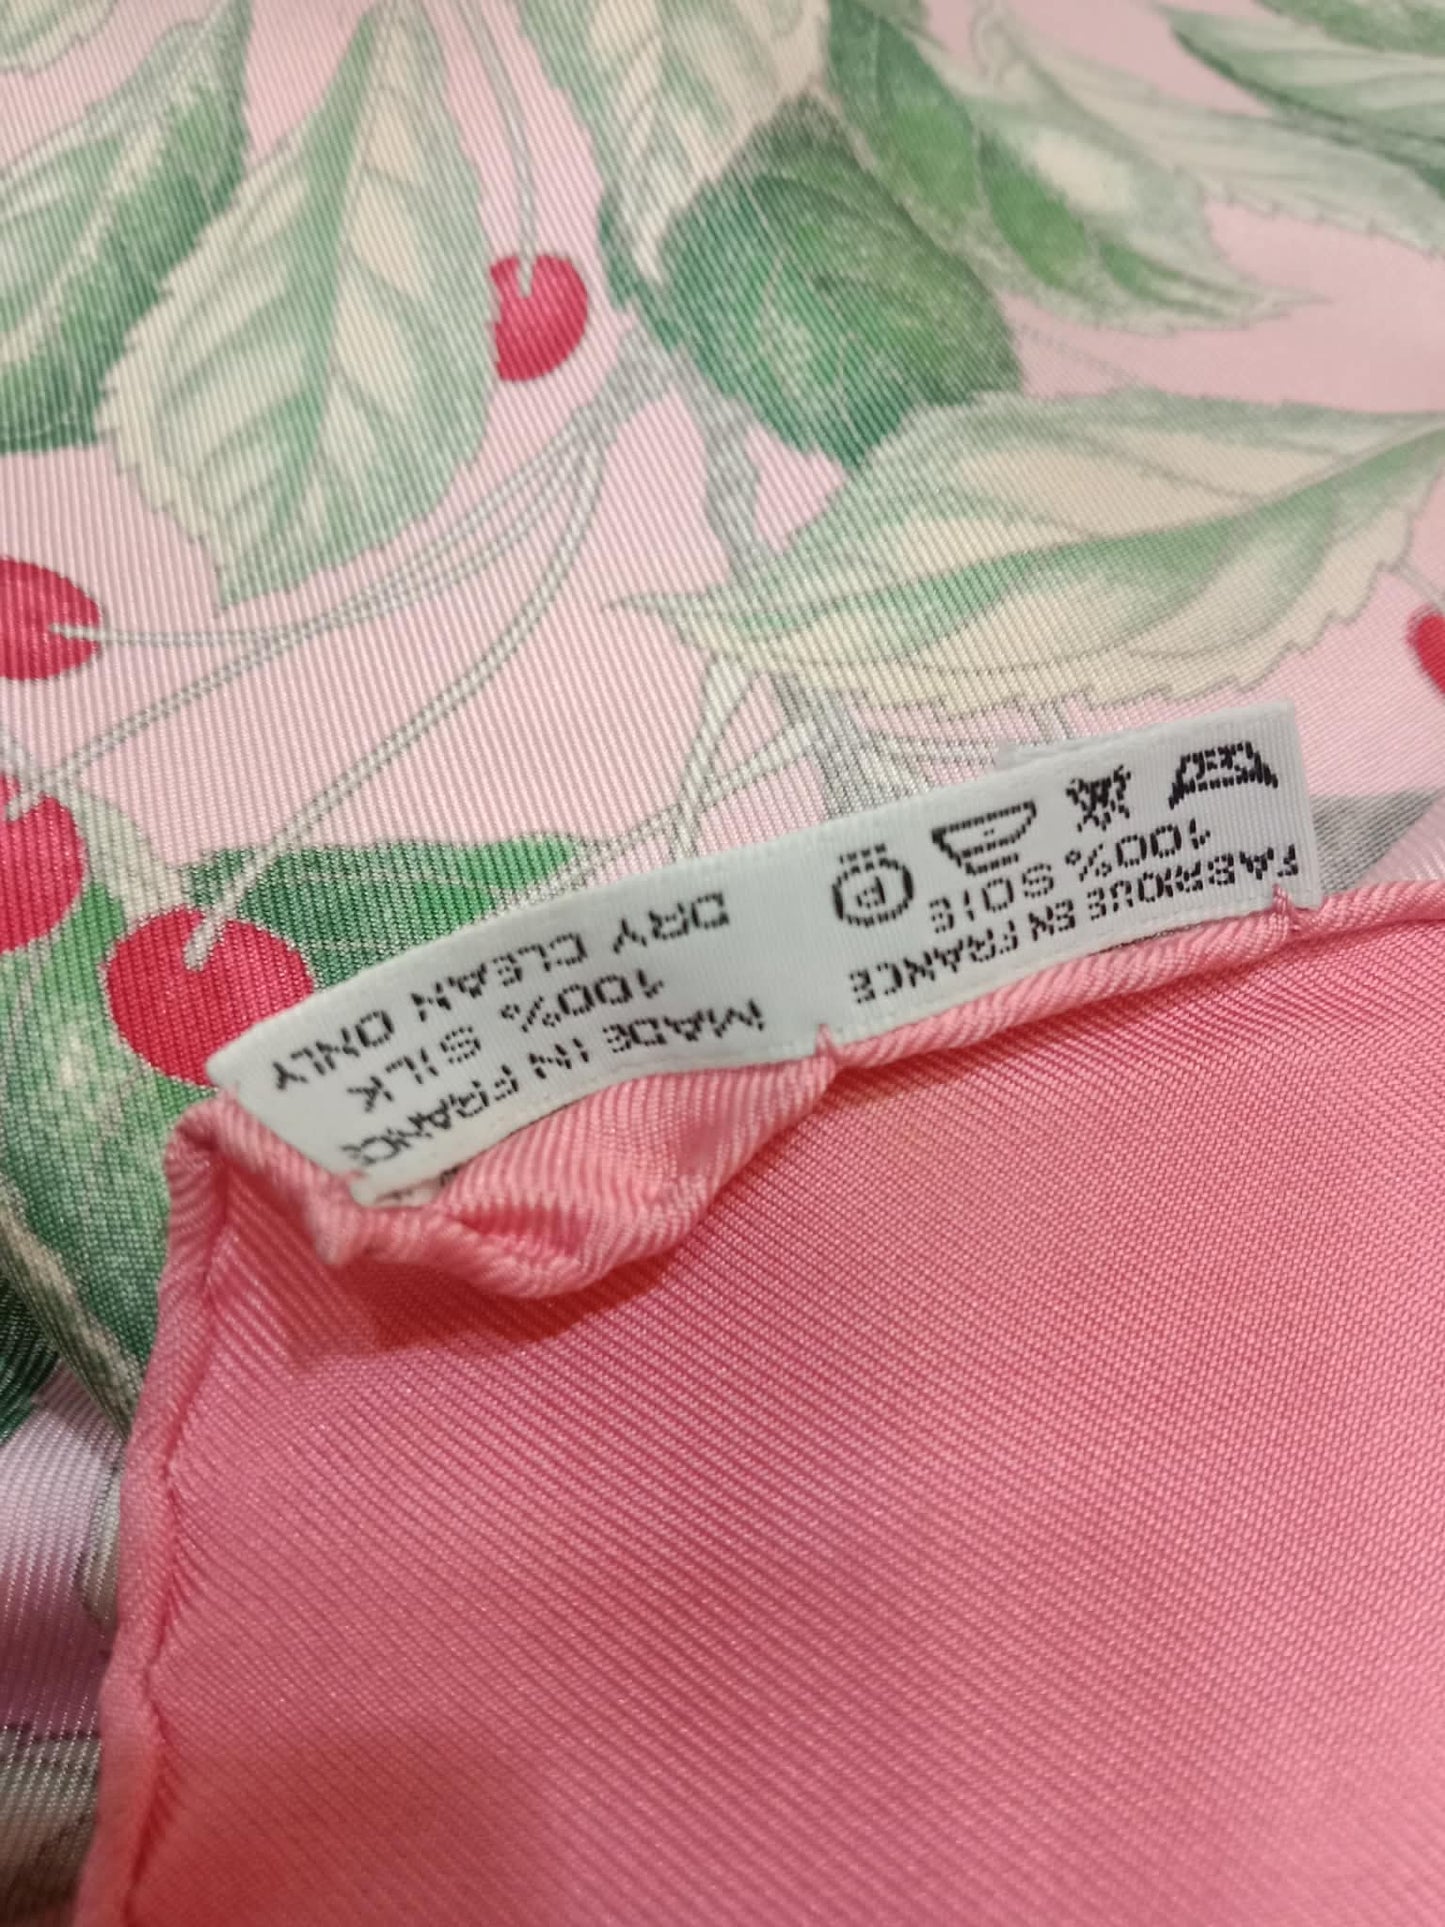 FABRIQUE EN FRANCE
100% SOIE
P
MADE IN FRANCE
100% SILK
DRY CLEAN ONLY